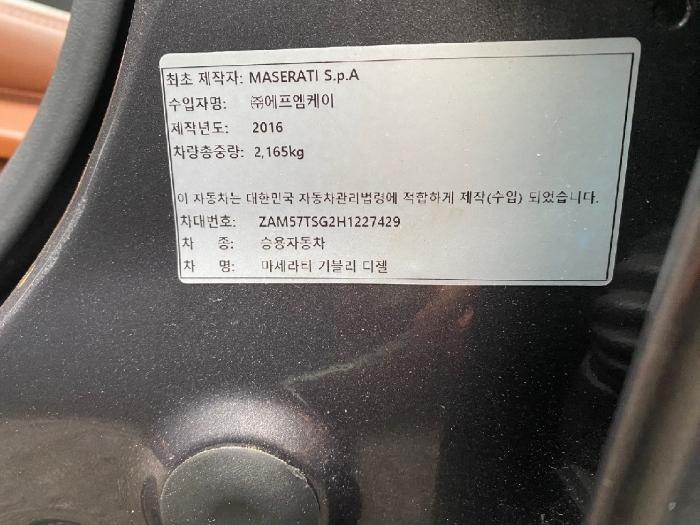 최초 제작자: MASERATI S.p.A
수입자명: ㈜에프엠케이
제작년도: 2016
차량총중량: 2,165kg
이 자동차는 대한민국 자동차관리법령에 적합하게 제작(수입) 되었습니다.
차대번호: ZAM57TSG2H1227429
차 종: 승용자동차
차 명: 마세라티 기블리 디젤